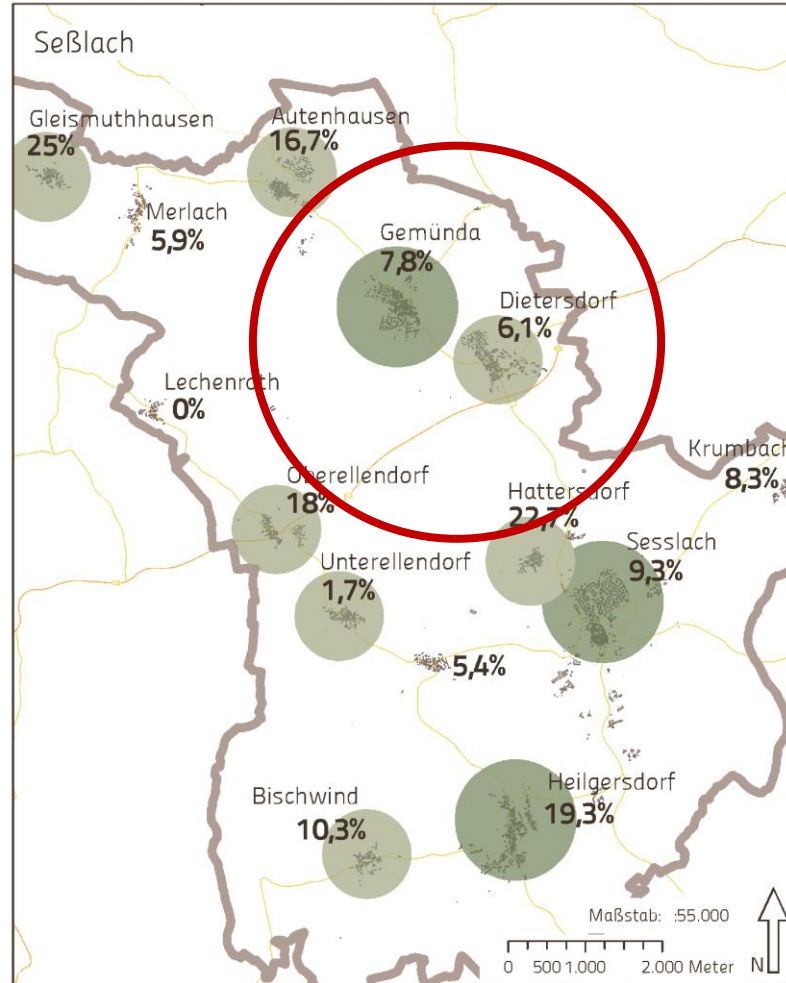 Seßlach
Gleismuthhausen
25%
Autenhausen
16,7%
Merlach
5,9%
Gemünda
7,8%
Dietersdorf
6,1%
Lechenroth
0%
Krumbach
8,3%
Oberellendorf
18%
Hattersdorf
22,7%
Sesslach
9,3%
Unterellendorf
1,7%
5,4%
Heilgersdorf
19,3%
Bischwind
10,3%
Maßstab: :55.000
0 500 1.000 2.000 Meter N